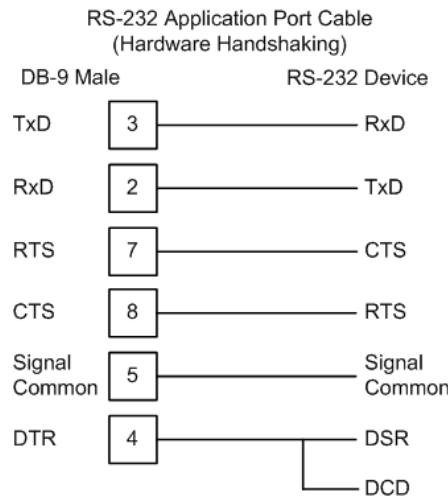 RS-232 Application Port Cable
(Hardware Handshaking)
DB-9 Male RS-232 Device
TxD 3 RxD
RxD 2 TxD
RTS 7 CTS
CTS 8 RTS
Signal
Common 5 Signal
Common
DTR 4 DSR
DCD